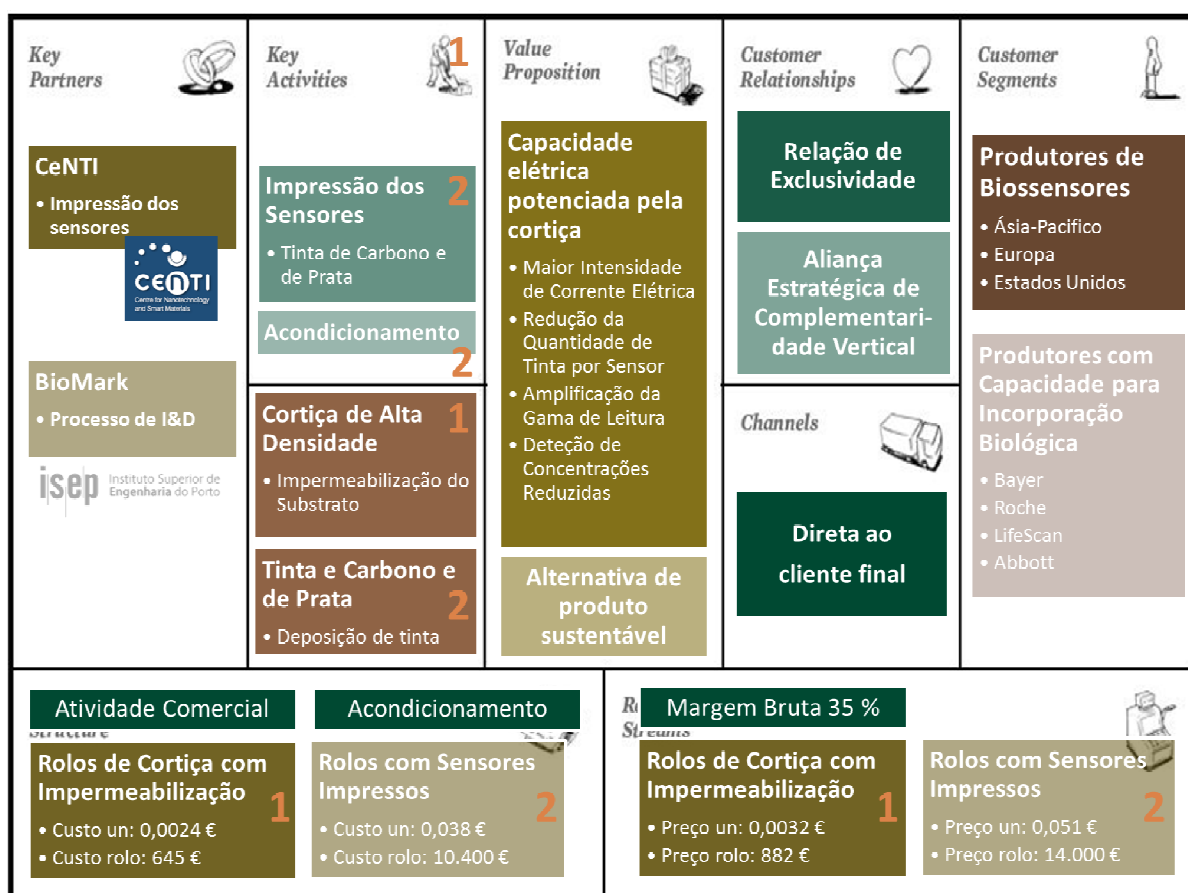 Key
Partners
CeNTI
• Impressão dos
sensores
CENTI
Centre for Nanotechnology
and Smart Materials
BioMark
• Processo de I&D
isep
Instituto Superior de
Engenharia do Porto
Key
Activities
1
Impressão dos
Sensores
2
• Tinta de Carbono e
de Prata
Acondicionamento
2
Cortiça de Alta
Densidade
1
• Impermeabilização do
Substrato
Tinta e Carbono e
de Prata
2
• Deposição de tinta
Value
Proposition
Capacidade
elétrica
potenciada pela
cortiça
• Maior Intensidade
de Corrente Elétrica
• Redução da
Quantidade de
Tinta por Sensor
• Amplificação da
Gama de Leitura
• Deteção de
Concentrações
Reduzidas
Alternativa de
produto
sustentável
Customer
Relationships
Relação de
Exclusividade
Aliança
Estratégica de
Complementari-
dade Vertical
Channels
Direta ao
cliente final
Customer
Segments
Produtores de
Biossensores
• Ásia-Pacifico
• Europa
• Estados Unidos
Produtores com
Capacidade para
Incorporação
Biológica
• Bayer
• Roche
• LifeScan
• Abbott
Atividade Comercial
Acondicionamento
Structure
Rolos de Cortiça com
Impermeabilização
1
• Custo un: 0,0024 €
• Custo rolo: 645 €
Rolos com Sensores
Impressos
2
• Custo un: 0,038 €
• Custo rolo: 10.400 €
Margem Bruta 35 %
Streams
Rolos de Cortiça com
Impermeabilização
1
• Preço un: 0,0032 €
• Preço rolo: 882 €
Rolos com Sensores
Impressos
2
• Preço un: 0,051 €
• Preço rolo: 14.000 €